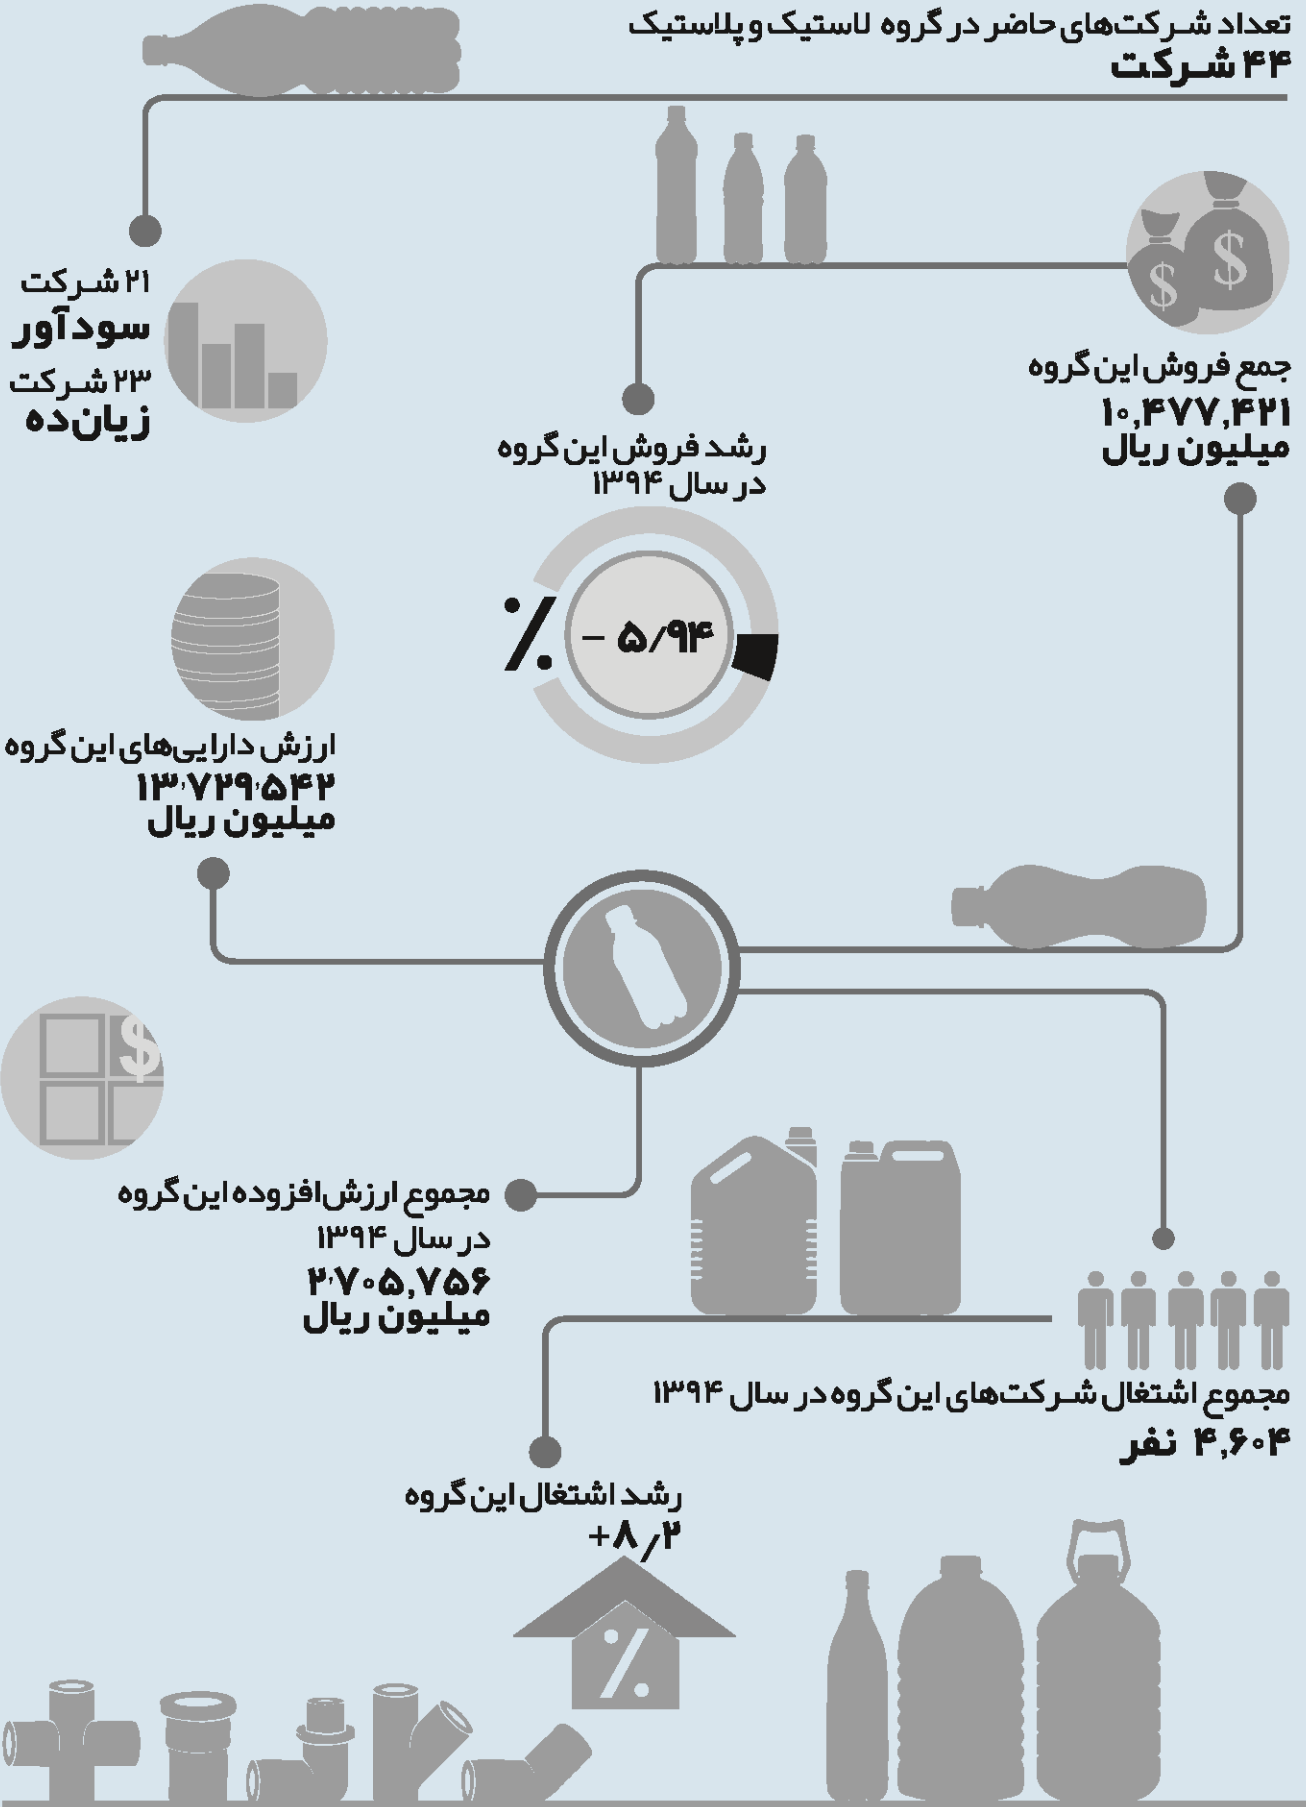 تعداد شرکت‌های حاضر در گروه لاستیک و پلاستیک
۴۴ شرکت
۲۱ شرکت
سودآور
۲۳ شرکت
زیان‌ده
جمع فروش این گروه
۱۰,۴۷۷,۴۲۱
میلیون ریال
رشد فروش این گروه
در سال ۱۳۹۴
− ۵/۹۴
٪
ارزش دارایی‌های این گروه
۱۳,۷۲۹,۵۴۲
میلیون ریال
مجموع ارزش‌افزوده این گروه
در سال ۱۳۹۴
۲,۷۰۵,۷۵۶
میلیون ریال
مجموع اشتغال شرکت‌های این گروه در سال ۱۳۹۴
۴,۶۰۴ نفر
رشد اشتغال این گروه
+۸/۲
٪
$
$
$